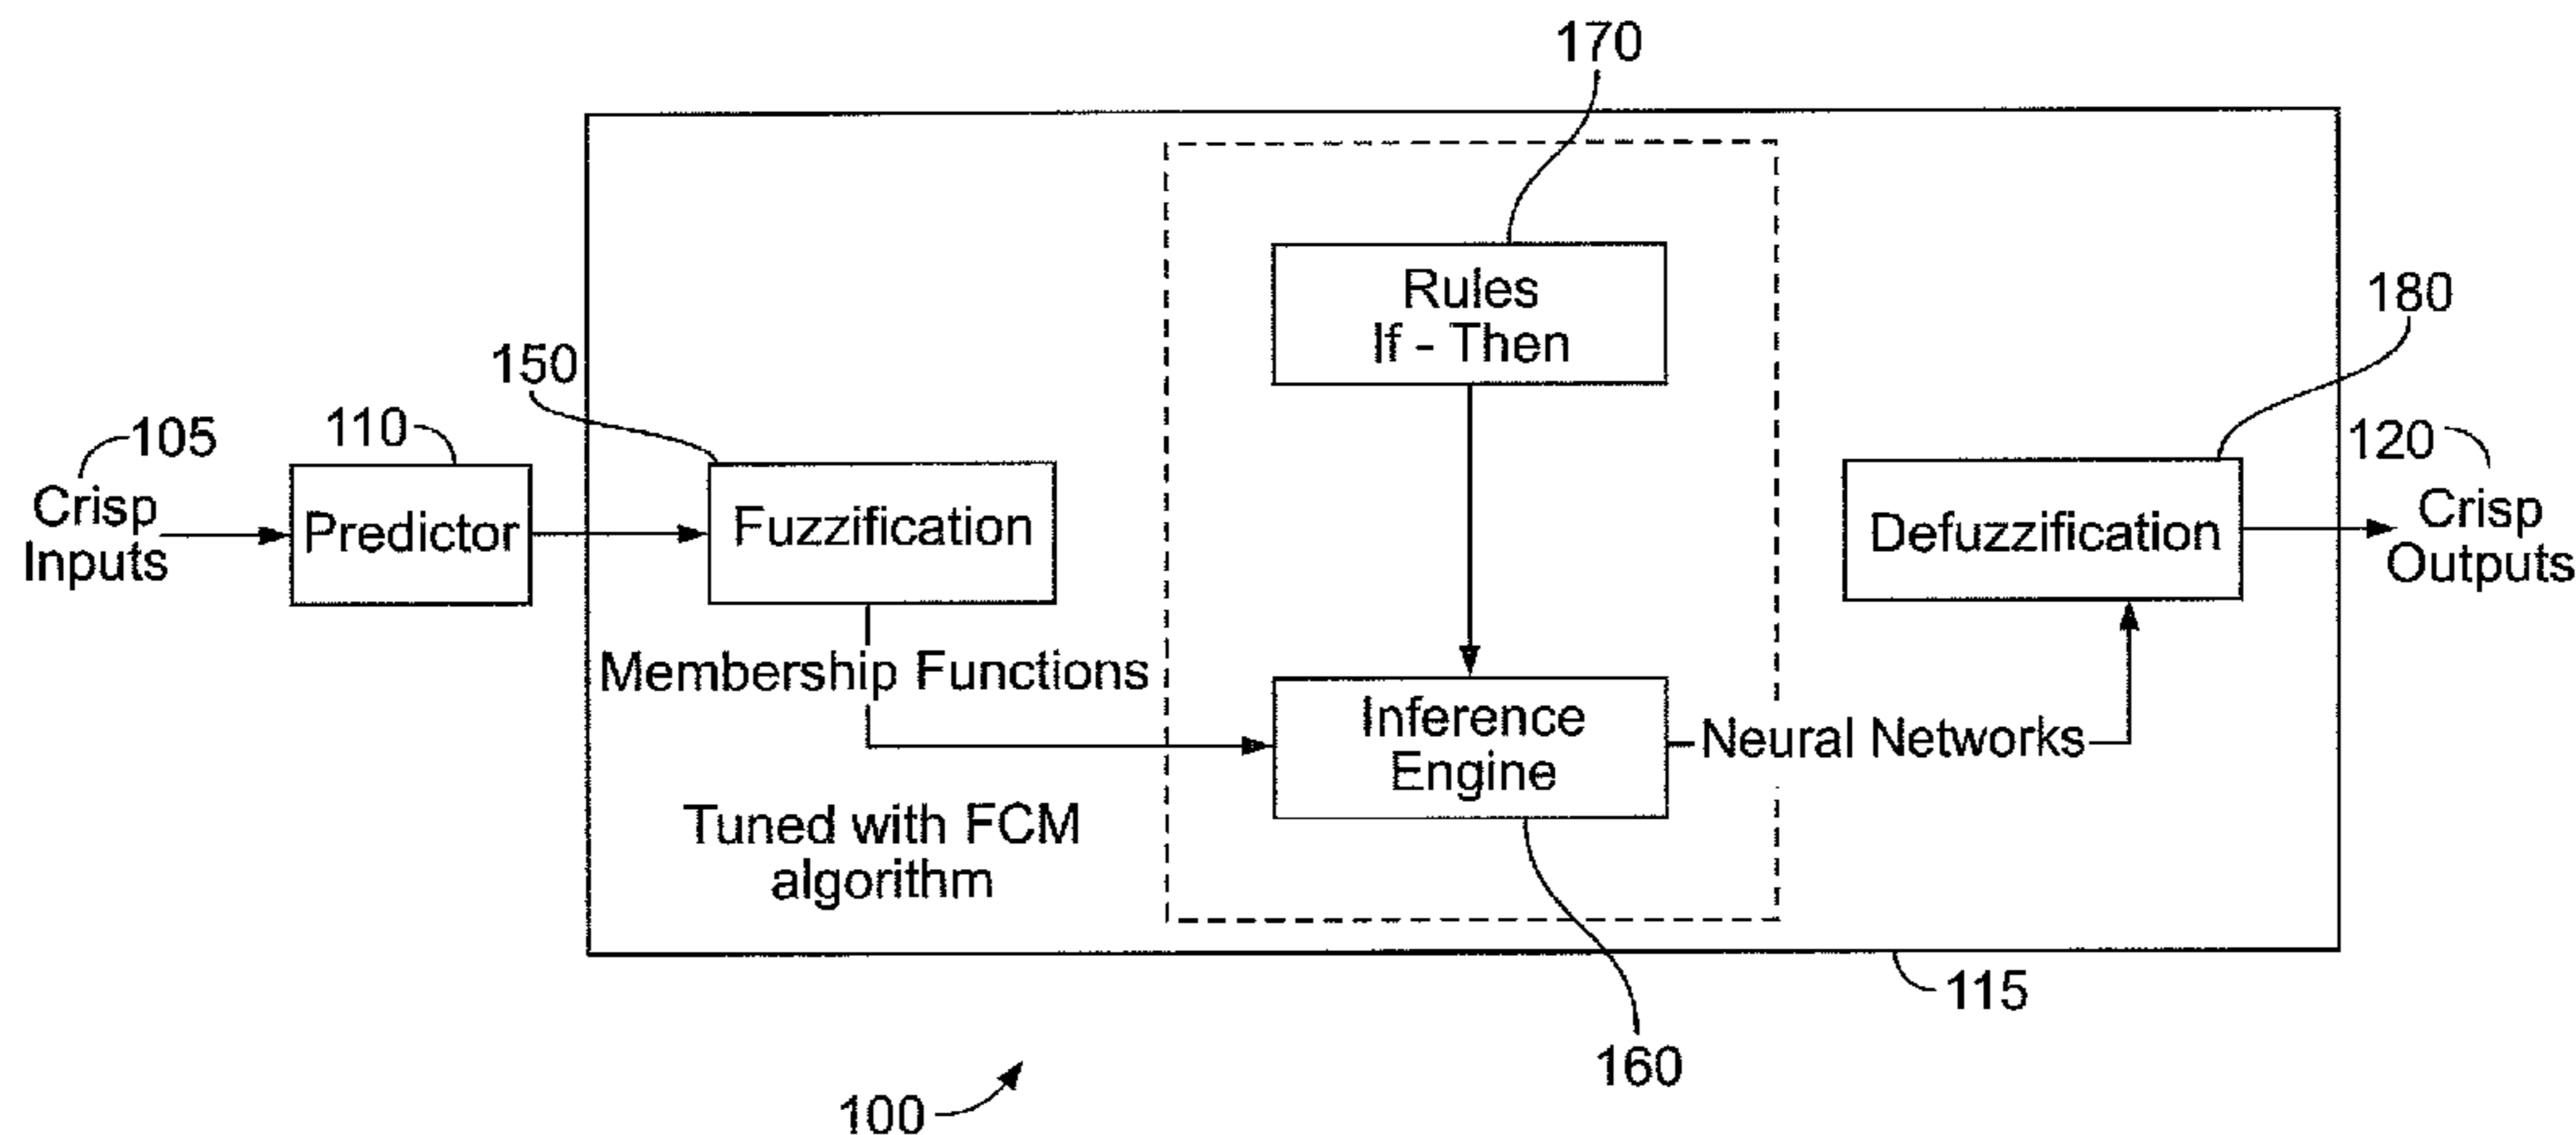 170
Rules
If - Then
180
150
105
110
120
Crisp
Inputs
Predictor
Fuzzification
Defuzzification
Crisp
Outputs
Membership Functions
Inference
Engine
Neural Networks
Tuned with FCM
algorithm
115
160
100